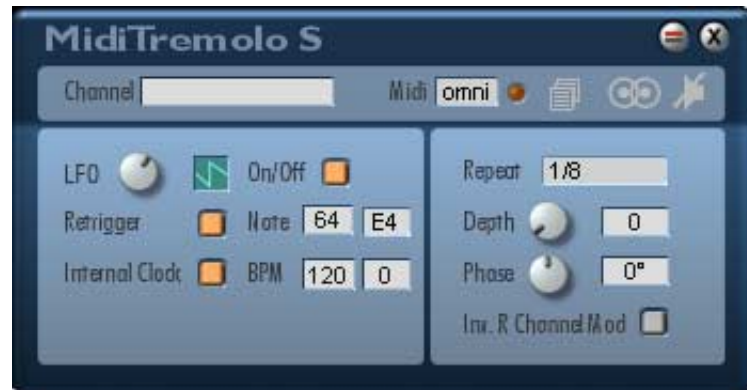 MidiTremolo S
Channel Midi omni
LFO On/Off
Retrigger Note 64 E4
Internal Clock BPM 120 0
Repeat 1/8
Depth 0
Phase 0°
Inv. R Channel Mod